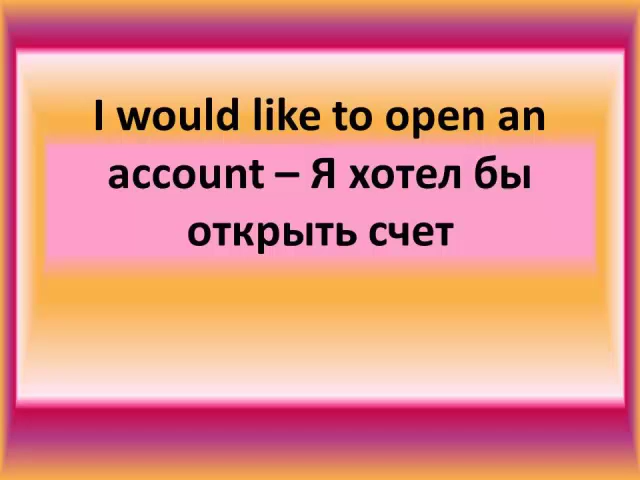 I would like to open an
account – Я хотел бы
открыть счет